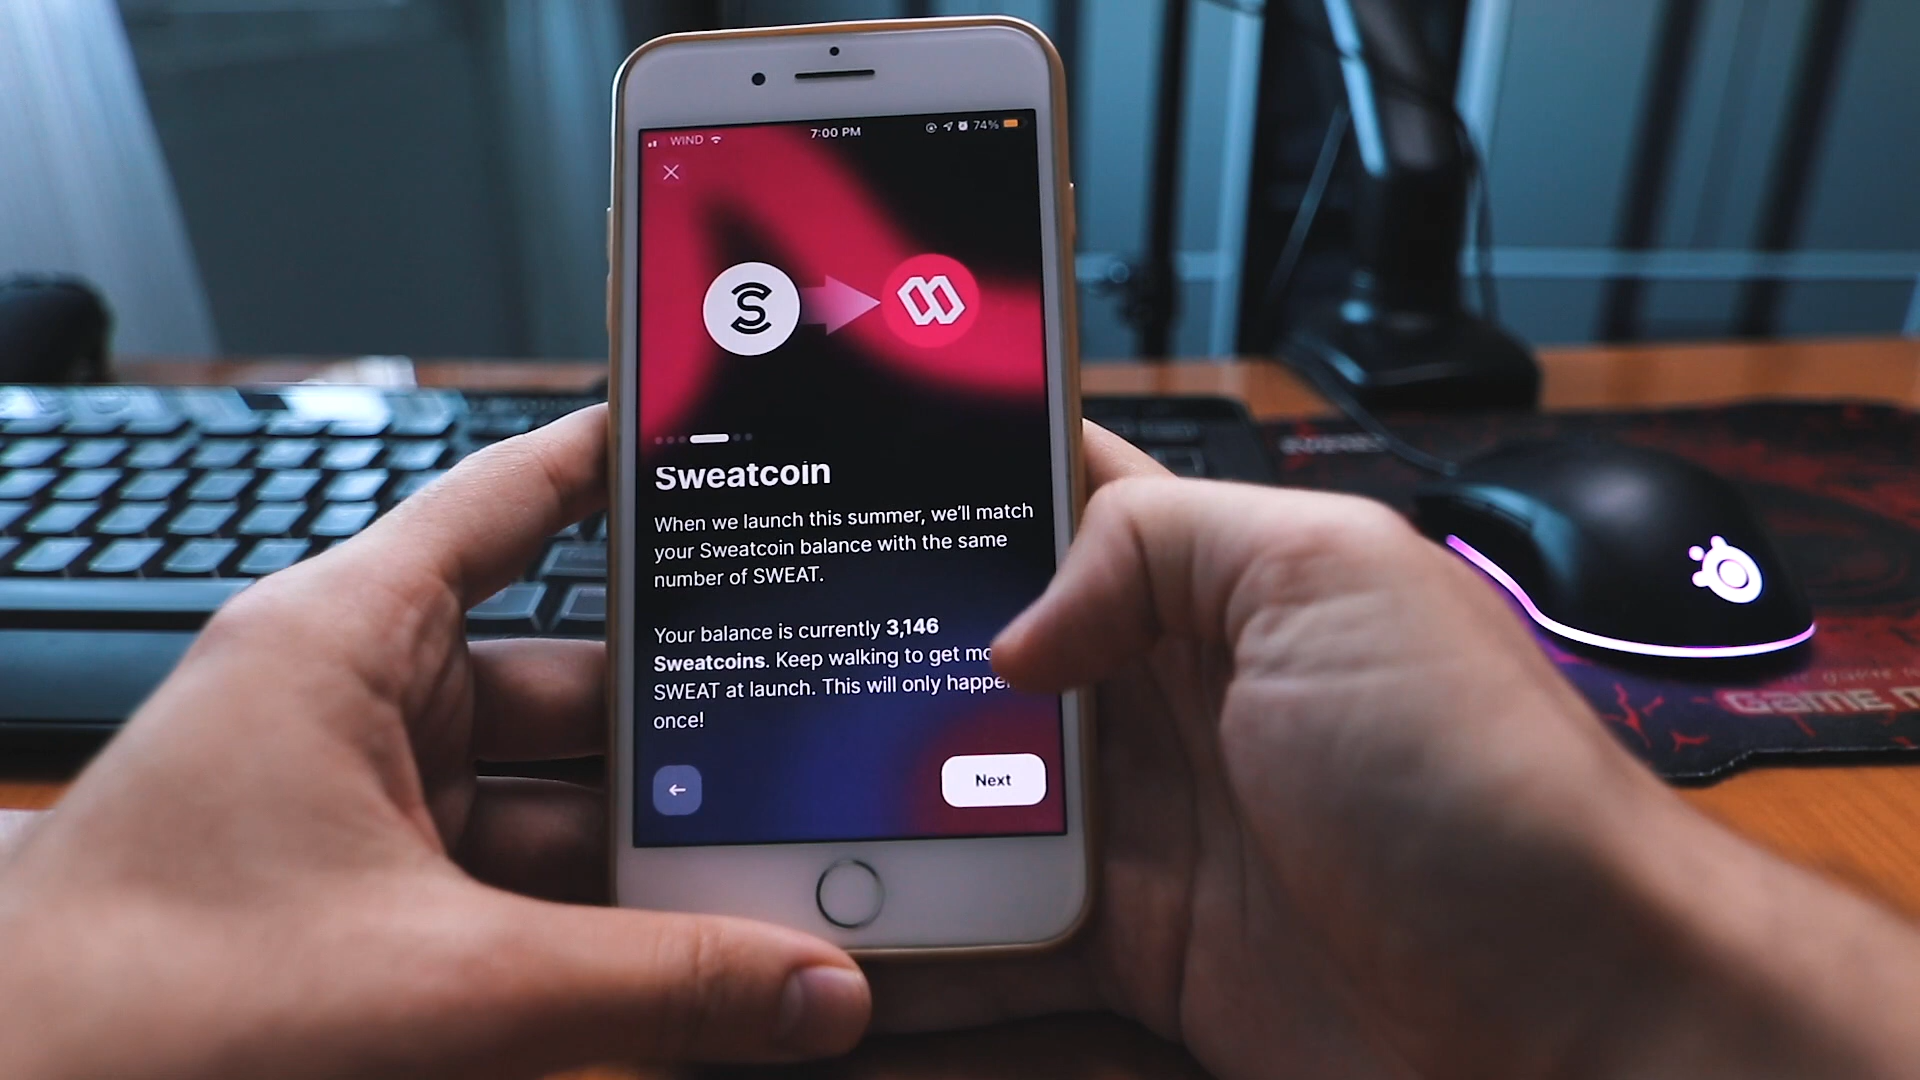 WIND
7:00 PM
74%
Sweatcoin
When we launch this summer, we'll match
your Sweatcoin balance with the same
number of SWEAT.
Your balance is currently 3,146
Sweatcoins. Keep walking to get
SWEAT at launch. This will only
once!
Next
GAME